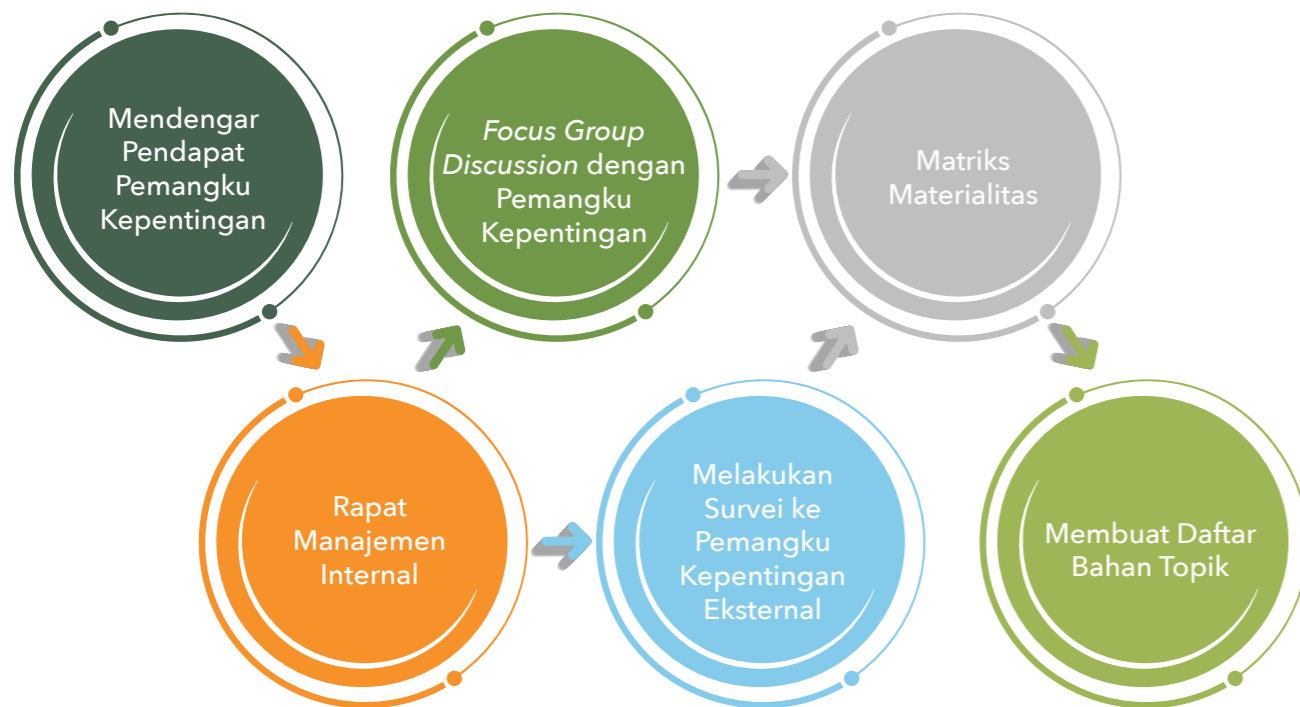 Mendengar
Pendapat
Pemangku
Kepentingan
Rapat
Manajemen
Internal
Focus Group
Discussion dengan
Pemangku
Kepentingan
Melakukan
Survei ke
Pemangku
Kepentingan
Eksternal
Matriks
Materialitas
Membuat Daftar
Bahan Topik